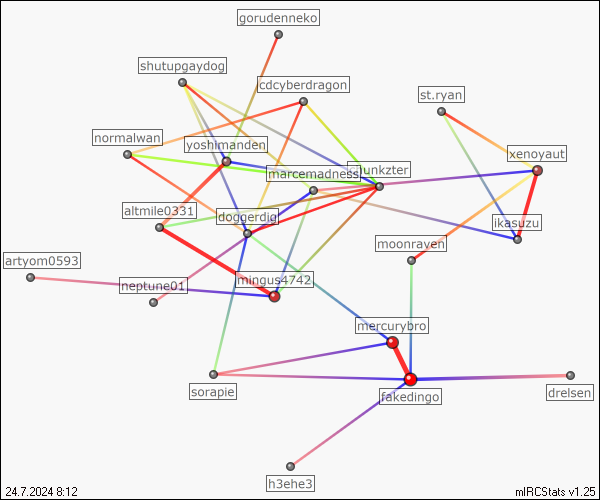 gorudenneko
shutupgaydog
cdcyberdragon
st.ryan
normalwan
yoshimanden
xenoyaut
marcemadness
junkzter
altmile0331
doggerdig
ikasuzu
moonraven
artyom0593
neptune01
mingus4742
mercurybro
sorapie
fakedingo
drelsen
h3ehe3
24.7.2024 8:12
mIRCStats v1.25